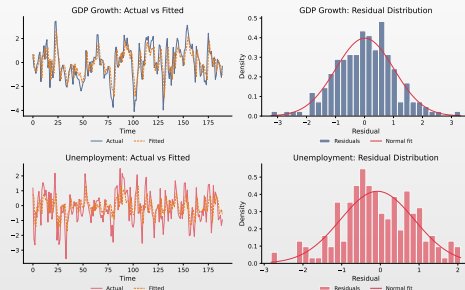 GDP Growth: Actual vs Fitted
2
0
−2
−4
0 25 50 75 100 125 150 175
Time
Actual Fitted
GDP Growth: Residual Distribution
0.5
0.4
0.3
0.2
0.1
0.0
Density
−3 −2 −1 0 1 2 3
Residual
Residuals Normal fit
Unemployment: Actual vs Fitted
2
1
0
−1
−2
−3
0 25 50 75 100 125 150 175
Time
Actual Fitted
Unemployment: Residual Distribution
0.5
0.4
0.3
0.2
0.1
0.0
Density
−3 −2 −1 0 1 2
Residual
Residuals Normal fit